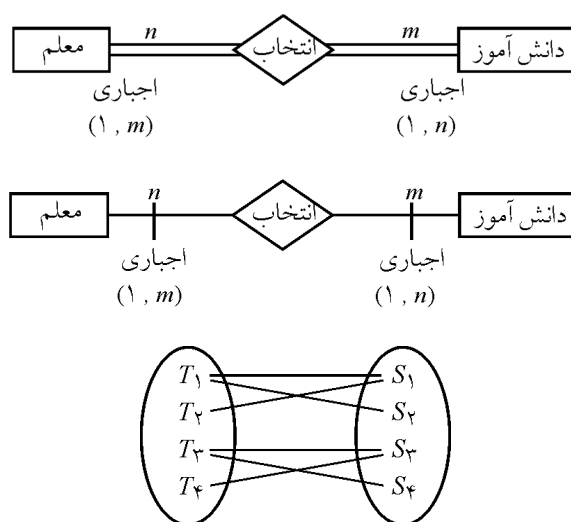 n m
معلم انتخاب دانش آموز
اجباری اجباری
(۱ , m) (۱ , n)
n m
معلم انتخاب دانش آموز
اجباری اجباری
(۱ , m) (۱ , n)
T۱ S۱
T۲ S۲
T۳ S۳
T۴ S۴